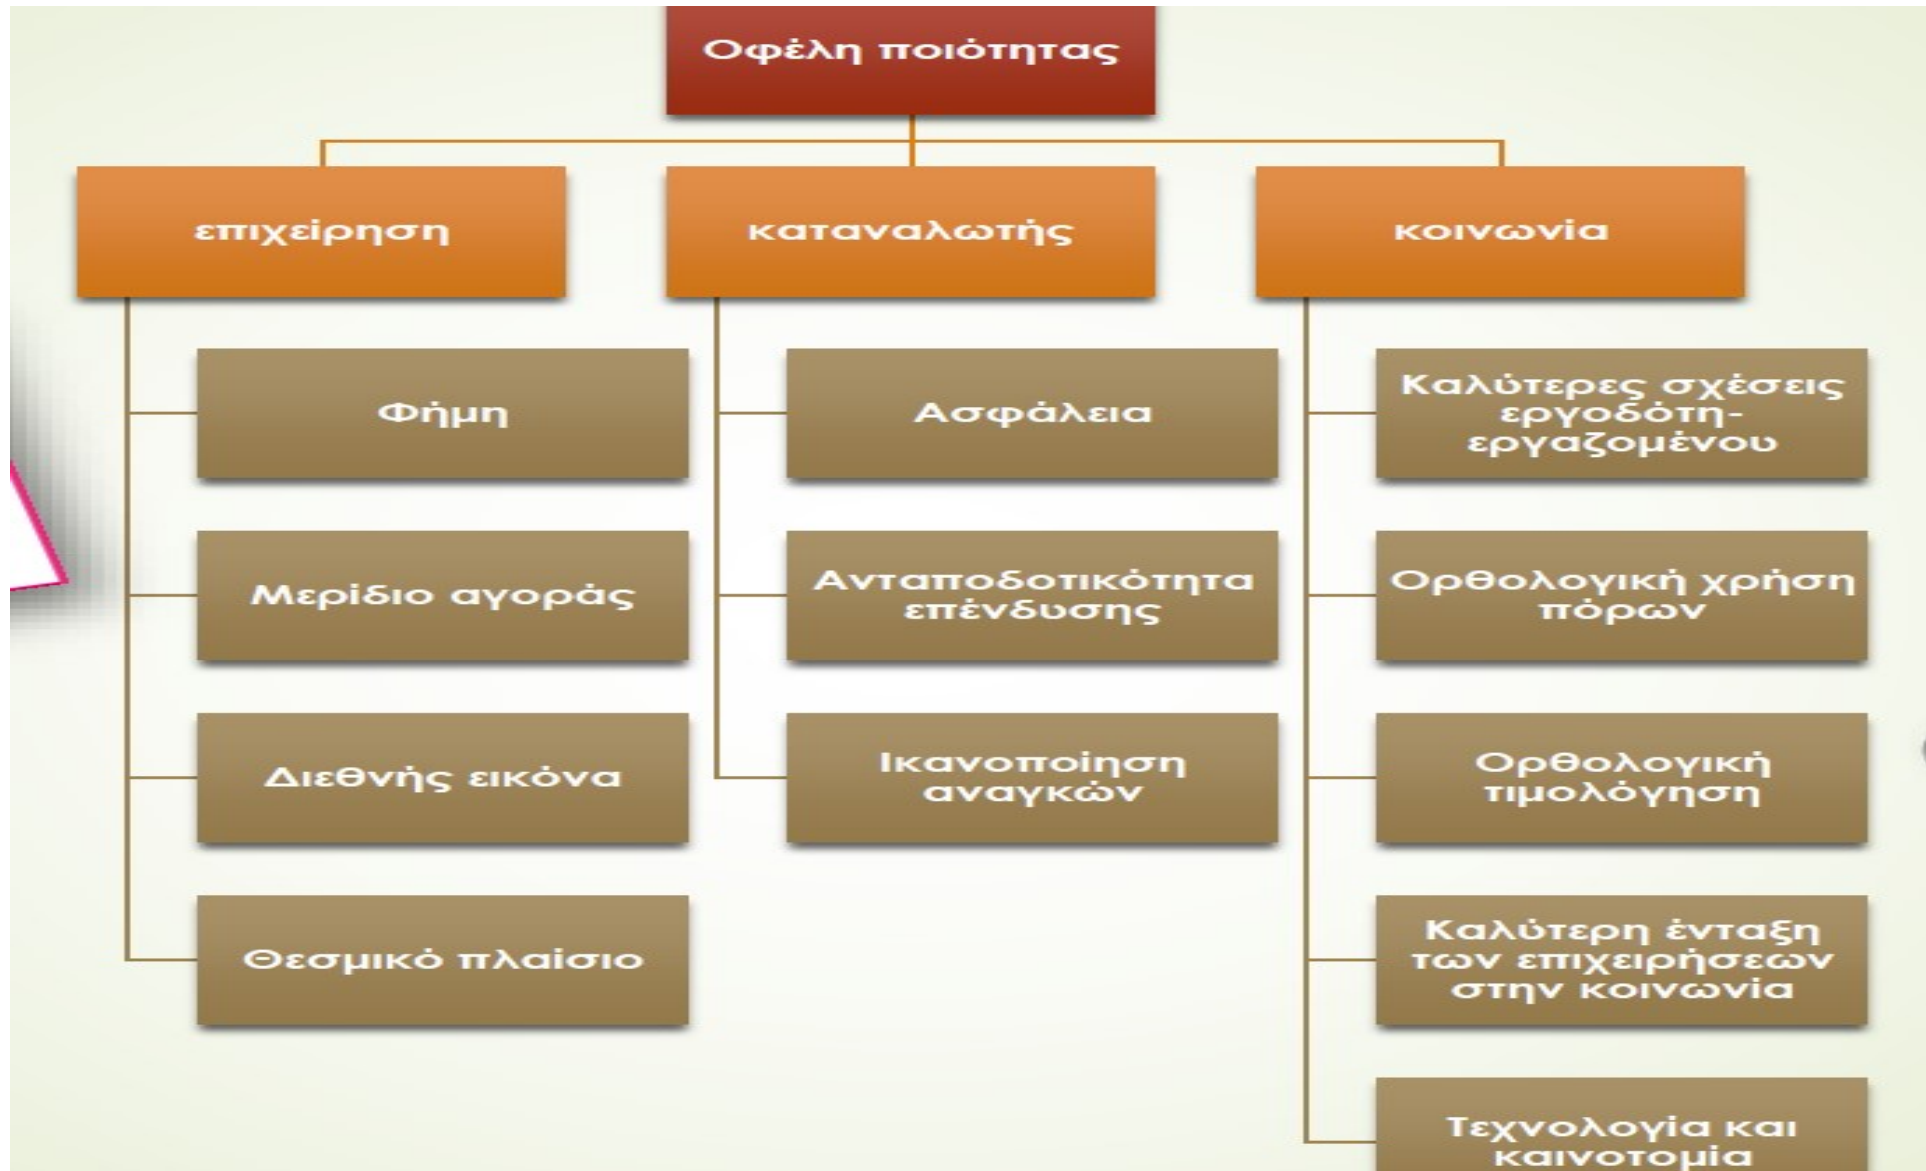 Οφέλη ποιότητας
επιχείρηση
Φήμη
Μερίδιο αγοράς
Διεθνής εικόνα
Θεσμικό πλαίσιο
καταναλωτής
Ασφάλεια
Ανταποδοτικότητα
επένδυσης
Ικανοποίηση
αναγκών
κοινωνία
Καλύτερες σχέσεις
εργοδότη-
εργαζομένου
Ορθολογική χρήση
πόρων
Ορθολογική
τιμολόγηση
Καλύτερη ένταξη
των επιχειρήσεων
στην κοινωνία
Τεχνολογία και
καινοτομία